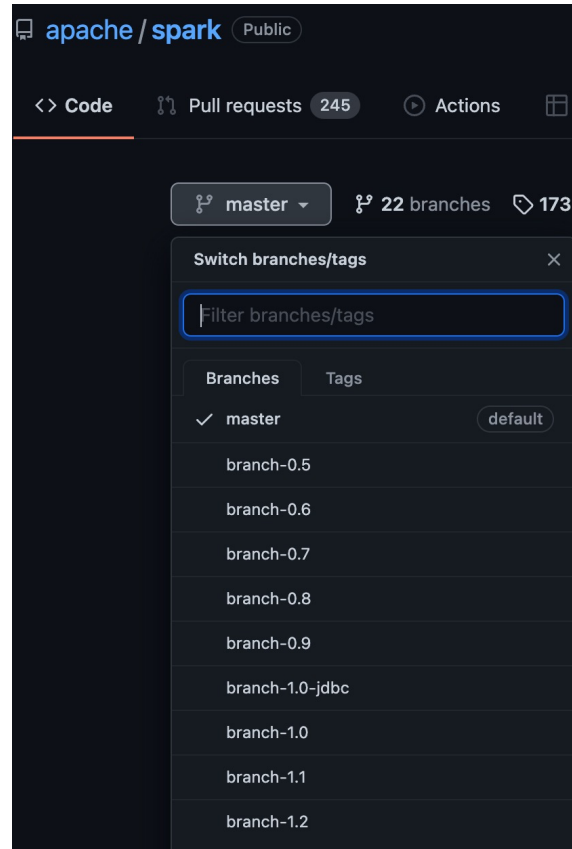 apache / spark Public
Code Pull requests 245 Actions
master 22 branches 173
Switch branches/tags
Filter branches/tags
Branches Tags
master default
branch-0.5
branch-0.6
branch-0.7
branch-0.8
branch-0.9
branch-1.0-jdbc
branch-1.0
branch-1.1
branch-1.2